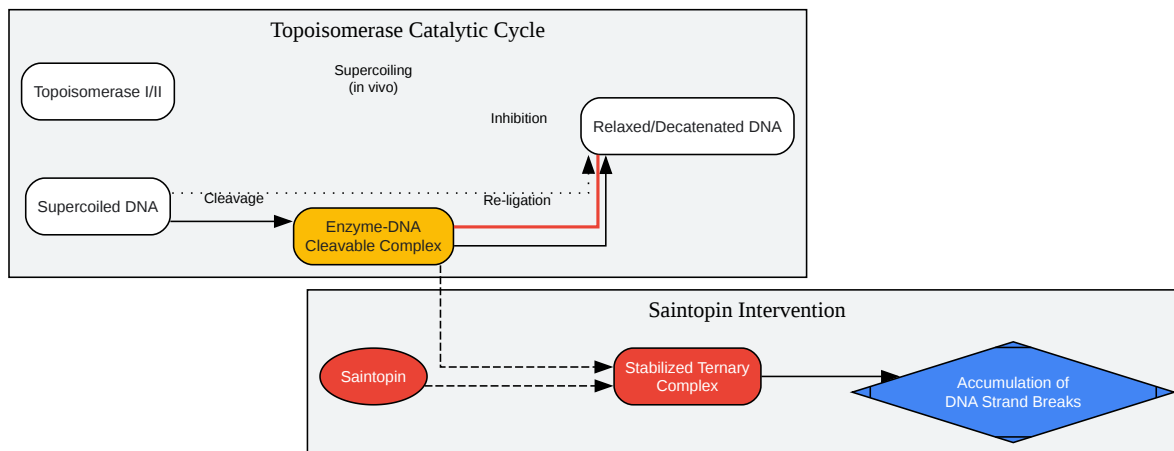 Topoisomerase Catalytic Cycle
Topoisomerase I/II
Supercoiling
(in vivo)
Inhibition
Relaxed/Decatenated DNA
Supercoiled DNA
Cleavage
Re-ligation
Enzyme-DNA
Cleavable Complex
Saintopin Intervention
Saintopin
Stabilized Ternary
Complex
Accumulation of
DNA Strand Breaks